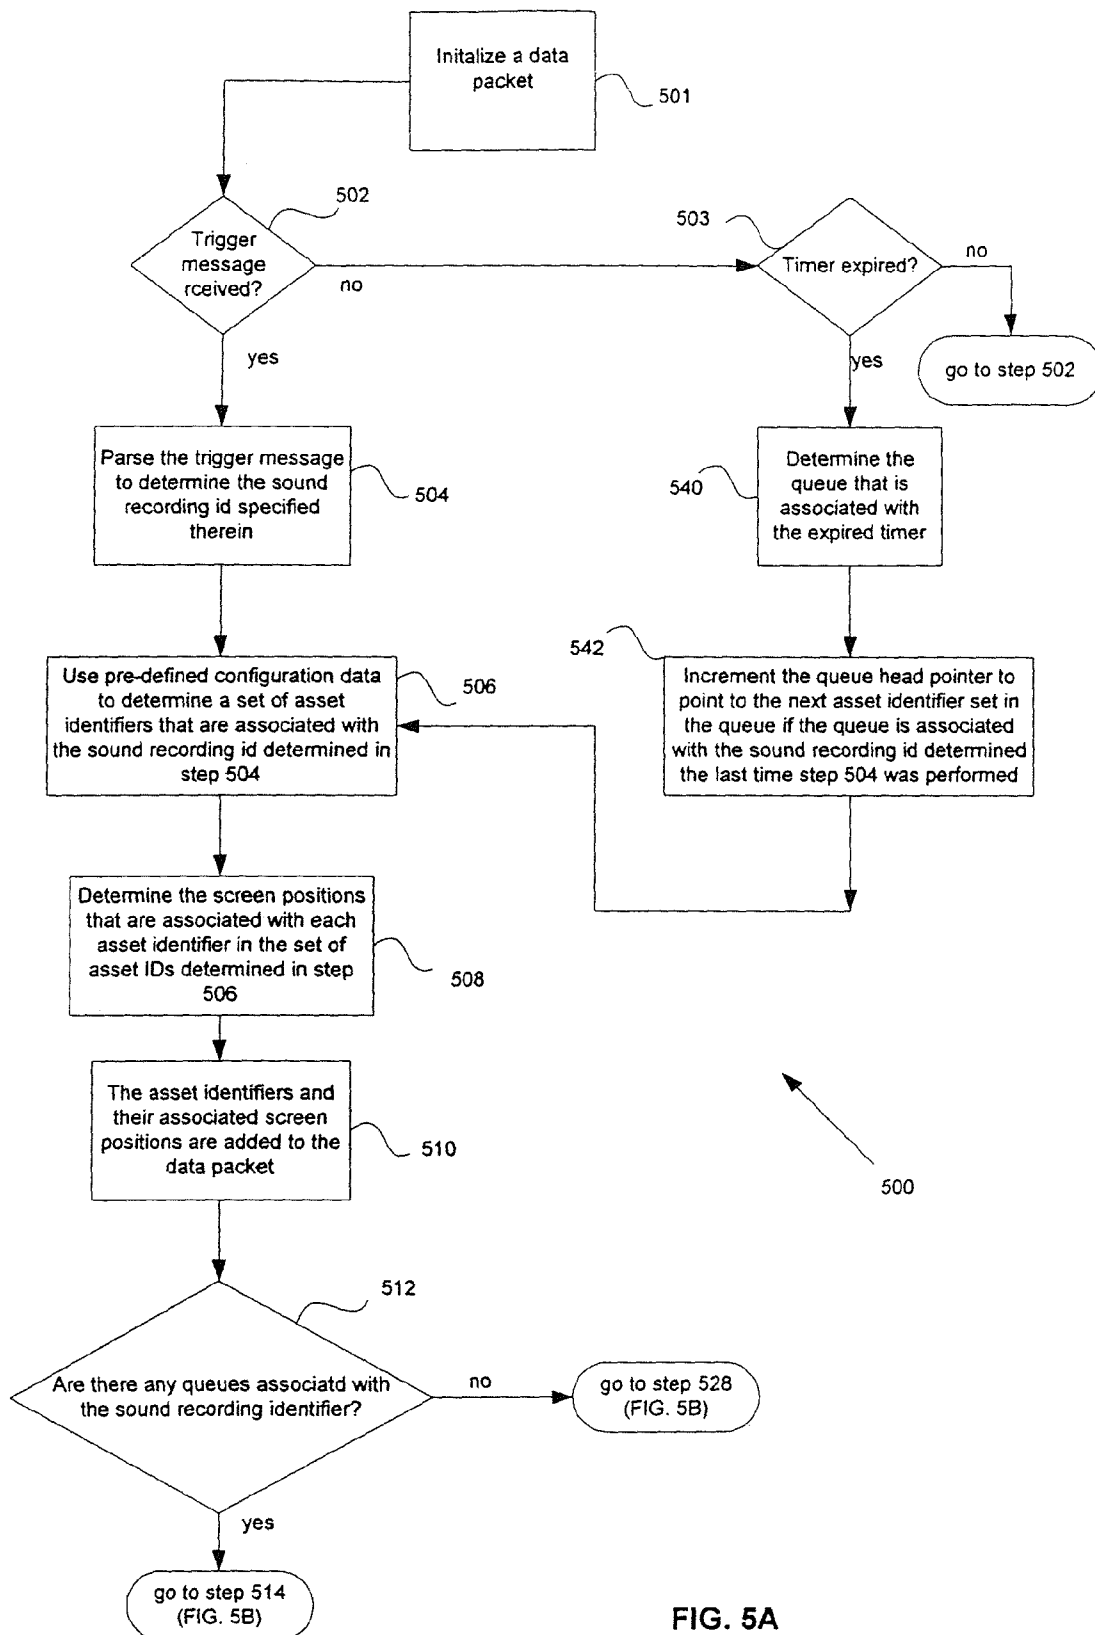 Initalize a data
packet
501
502
Trigger
message
rceived?
no
yes
503
Timer expired?
no
yes
go to step 502
Parse the trigger message
to determine the sound
recording id specified
therein
504
540
Determine the
queue that is
associated with
the expired timer
Use pre-defined configuration data
to determine a set of asset
identifiers that are associated with
the sound recording id determined in
step 504
506
542
Increment the queue head pointer to
point to the next asset identifier set in
the queue if the queue is associated
with the sound recording id determined
the last time step 504 was performed
Determine the screen positions
that are associated with each
asset identifier in the set of
asset IDs determined in step
506
508
The asset identifiers and
their associated screen
positions are added to the
data packet
510
500
512
Are there any queues associatd with
the sound recording identifier?
no
go to step 528
(FIG. 5B)
yes
go to step 514
(FIG. 5B)
FIG. 5A